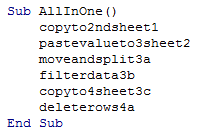 Sub AllInOne()
copyto2ndsheet1
pastevalueto3sheet2
moveandsplit3a
filterdata3b
copyto4sheet3c
deleterows4a
End Sub